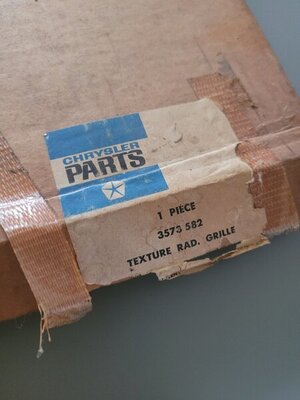 CHRYSLER
PARTS
1 PIECE
3573 582
TEXTURE RAD. GRILLE